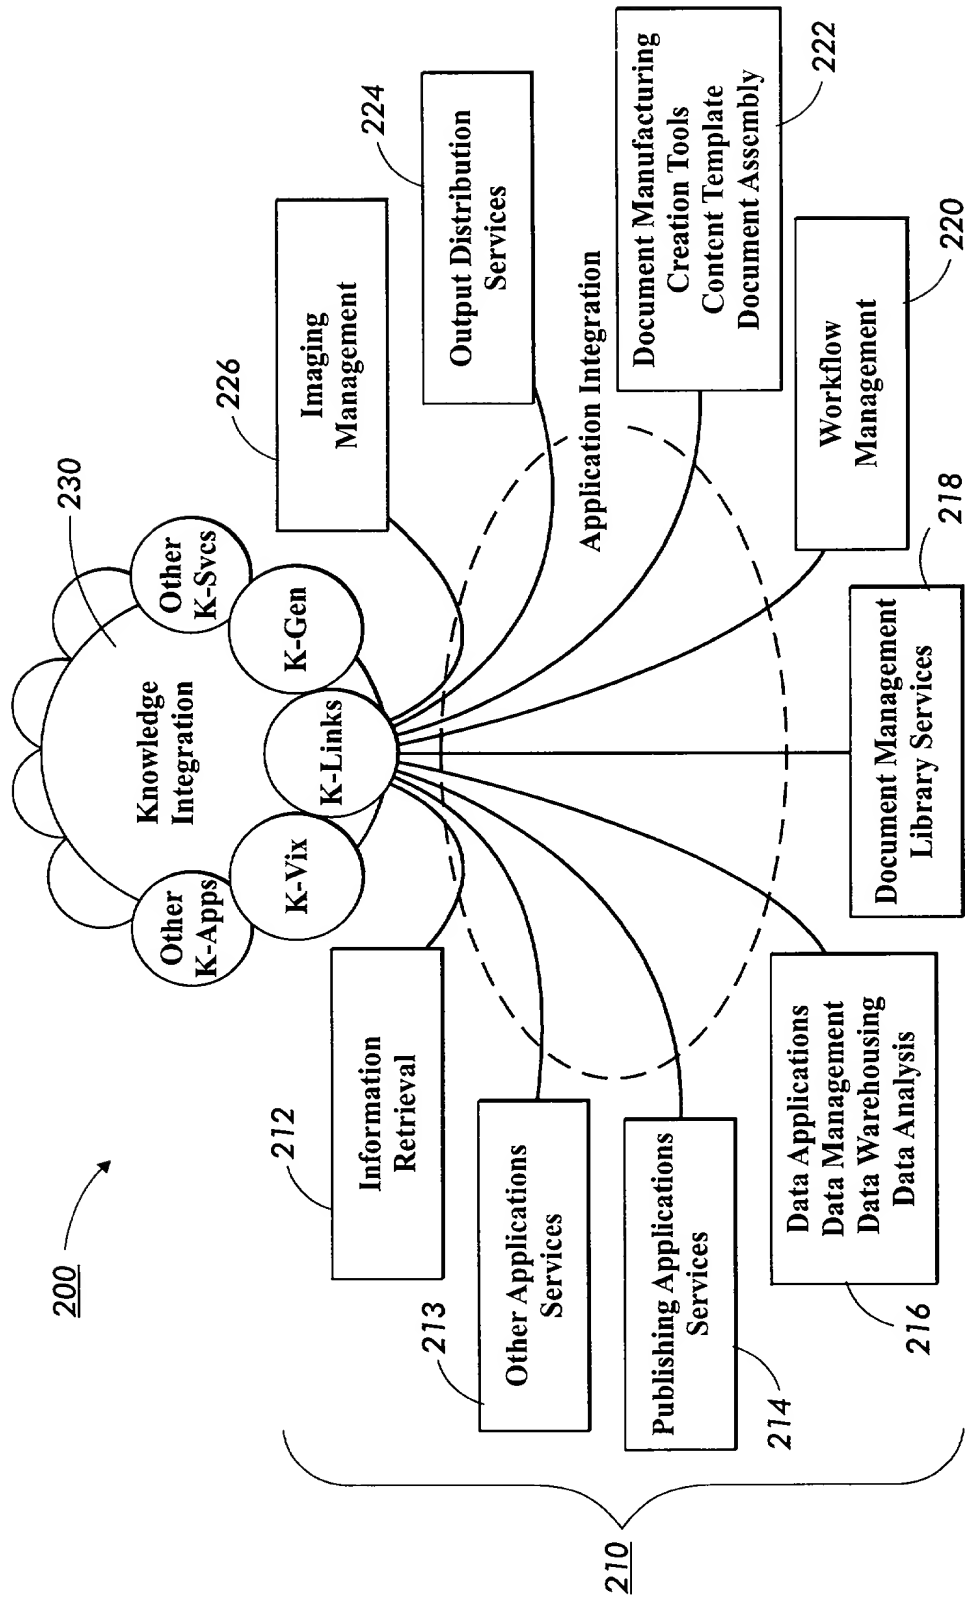 200
230
Knowledge
Integration
Other
K-Apps
K-Vix
K-Links
K-Gen
Other
K-Svcs
212
Information
Retrieval
226
Imaging
Management
213
Other Applications
Services
224
Output Distribution
Services
Application Integration
210
214
Publishing Applications
Services
222
Document Manufacturing
Creation Tools
Content Template
Document Assembly
216
Data Applications
Data Management
Data Warehousing
Data Analysis
218
Document Management
Library Services
220
Workflow
Management